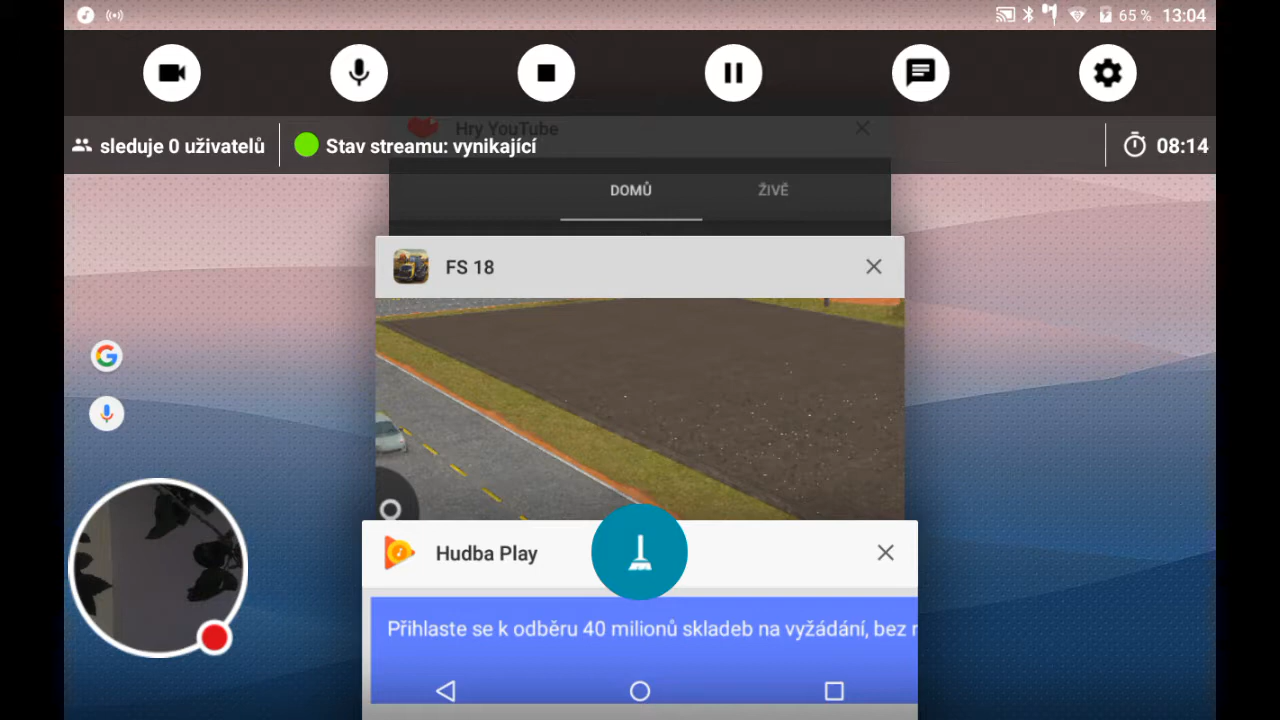 65 % 13:04
Hry YouTube
sleduje 0 uživatelů
Stav streamu: vynikající
08:14
DOMŮ
ŽIVĚ
FS 18
Hudba Play
Přihlaste se k odběru 40 milionů skladeb na vyžádání, bez